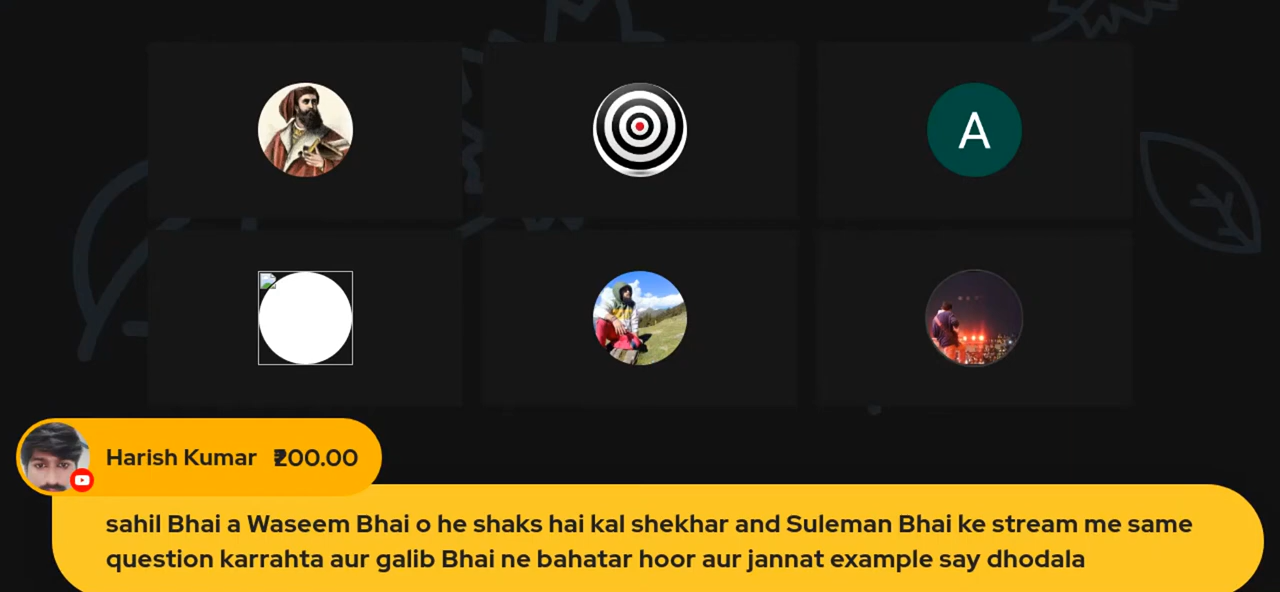 A
Harish Kumar ₹200.00
sahil Bhai a Waseem Bhai o he shaks hai kal shekhar and Suleman Bhai ke stream me same
question karrahta aur galib Bhai ne bahatar hoor aur jannat example say dhodala